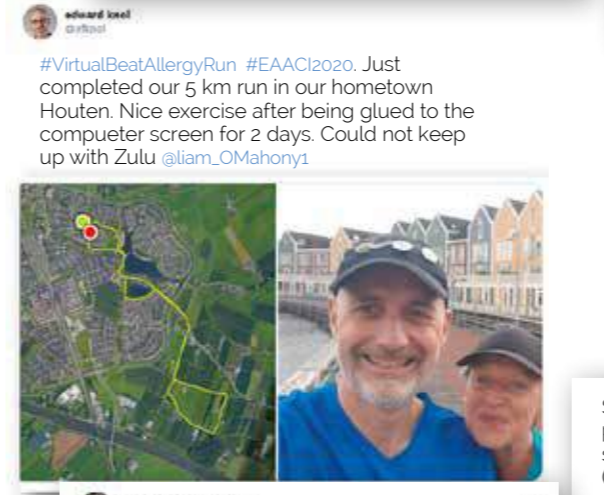 edward knol
#VirtualBeatAllergyRun #EAACI2020. Just
completed our 5 km run in our hometown
Houten. Nice exercise after being glued to the
compueter screen for 2 days. Could not keep
up with Zulu @liam_OMahony1